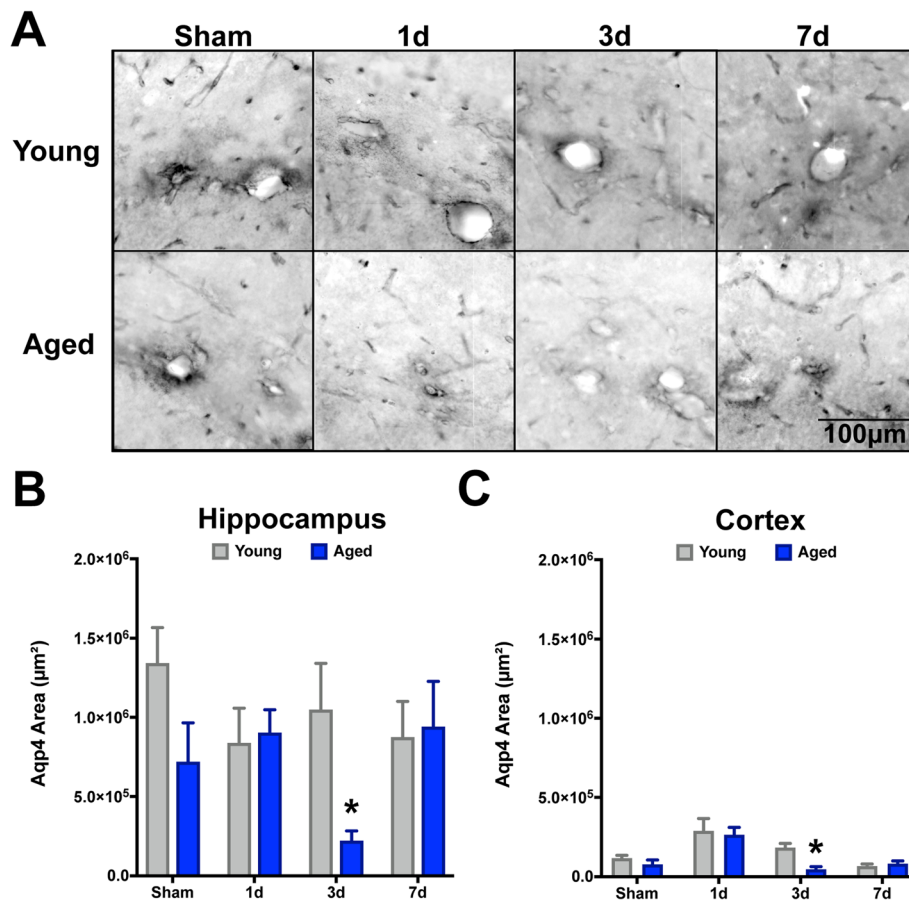 A
Sham 1d 3d 7d
Young
Aged
100µm
B
Hippocampus
Young Aged
Aqp4 Area (µm²)
2.0×10⁶
1.5×10⁶
1.0×10⁶
5.0×10⁵
0.0
*
Sham 1d 3d 7d
C
Cortex
Young Aged
Aqp4 Area (µm²)
2.0×10⁶
1.5×10⁶
1.0×10⁶
5.0×10⁵
0.0
*
Sham 1d 3d 7d